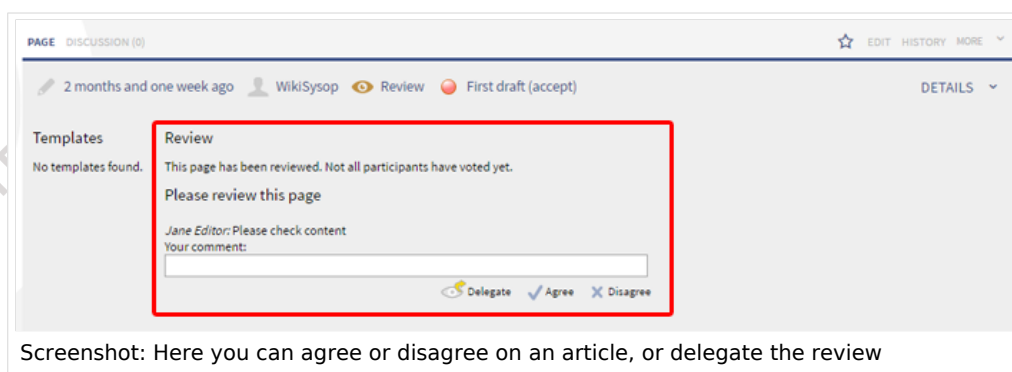 PAGE DISCUSSION (0) EDIT HISTORY MORE
2 months and one week ago WikiSysop Review First draft (accept) DETAILS
Templates
No templates found.
Review
This page has been reviewed. Not all participants have voted yet.
Please review this page
Jane Editor: Please check content
Your comment:
Delegate Agree Disagree
Screenshot: Here you can agree or disagree on an article, or delegate the review